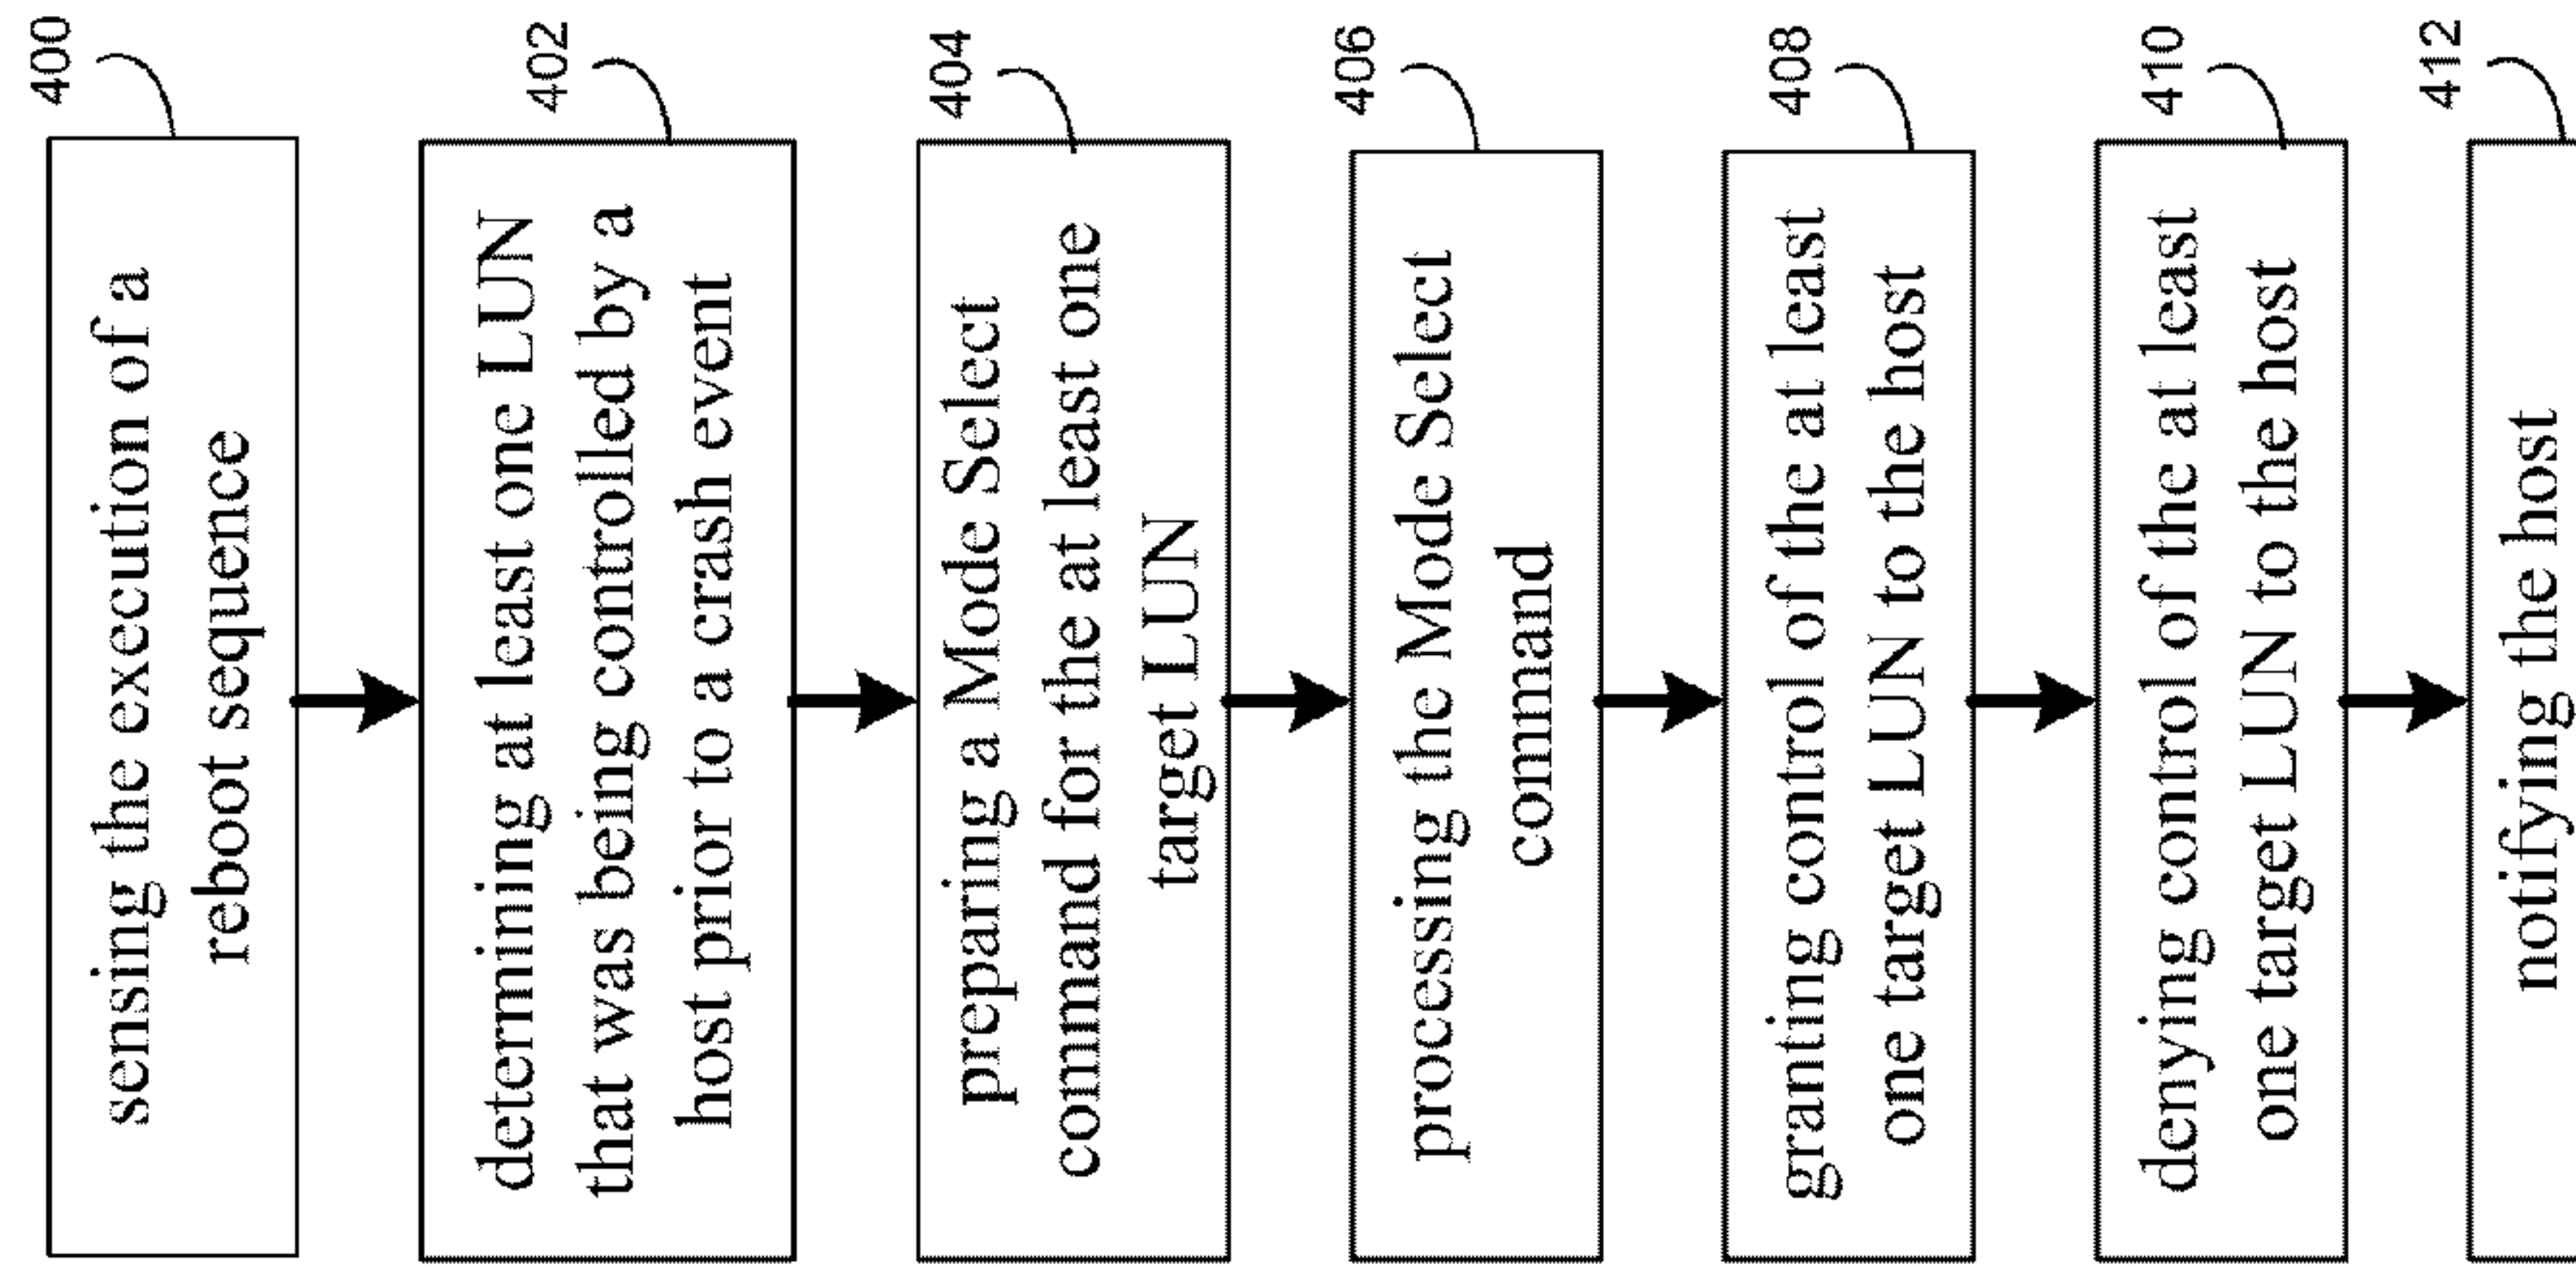 400
sensing the execution of a
reboot sequence
402
determining at least one LUN
that was being controlled by a
host prior to a crash event
404
preparing a Mode Select
command for the at least one
target LUN
406
processing the Mode Select
command
408
granting control of the at least
one target LUN to the host
410
denying control of the at least
one target LUN to the host
412
notifying the host